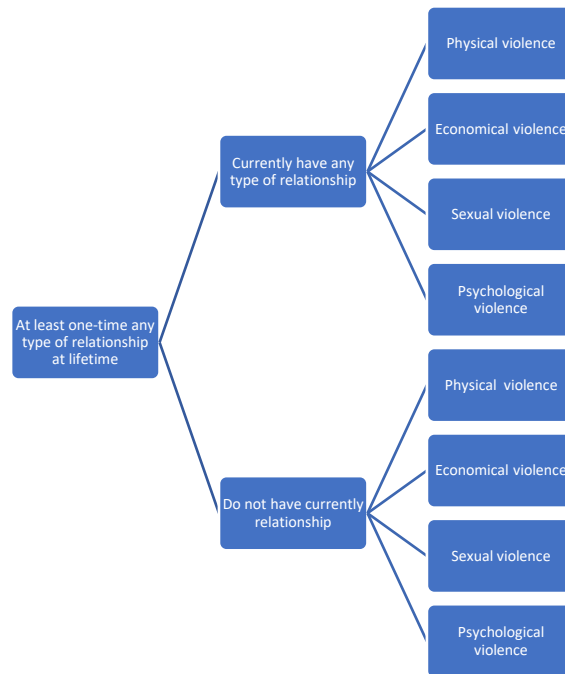 Physical violence
Economical violence
Currently have any
type of relationship
Sexual violence
Psychological
violence
At least one-time any
type of relationship
at lifetime
Physical  violence
Economical violence
Do not have currently
relationship
Sexual violence
Psychological
violence